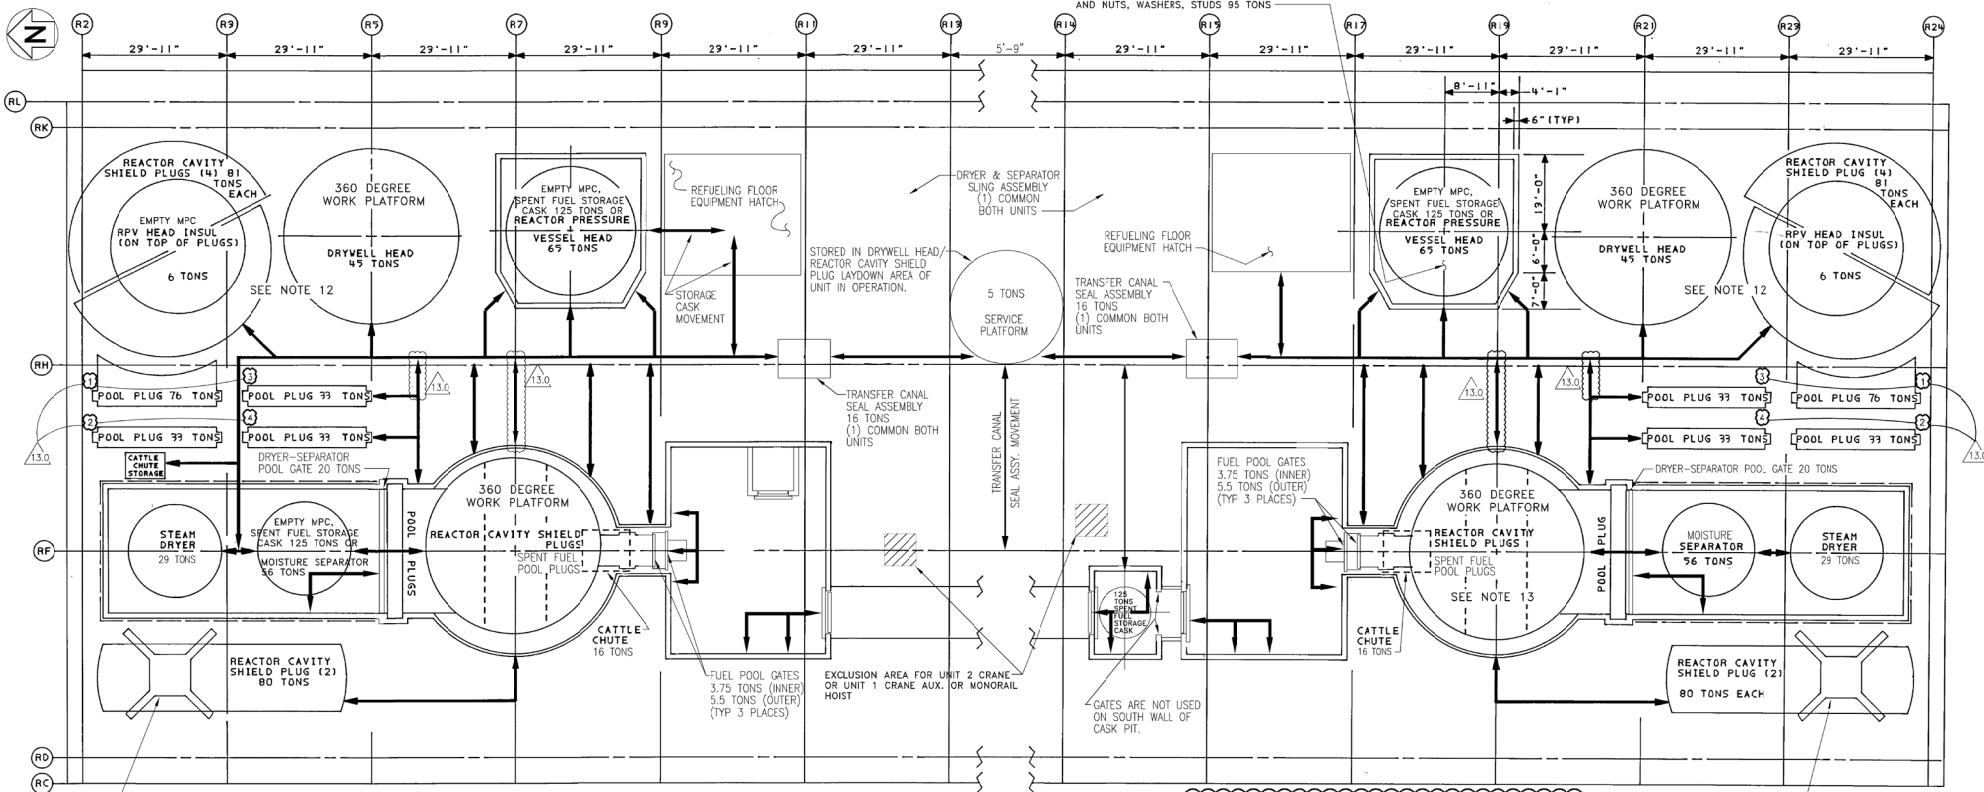 AND NUTS, WASHERS, STUDS 95 TONS
N
R2
R3
R5
R7
R9
R11
R13
R14
R15
R17
R19
R21
R23
R24
29'-11"
29'-11"
29'-11"
29'-11"
29'-11"
29'-11"
5'-9"
29'-11"
29'-11"
29'-11"
29'-11"
29'-11"
29'-11"
RL
RK
8'-11"
4'-1"
6" (TYP)
REACTOR CAVITY
SHIELD PLUGS (4) 81
TONS
EACH
EMPTY MPC
RPV HEAD INSUL
(ON TOP OF PLUGS)
6 TONS
SEE NOTE 12
360 DEGREE
WORK PLATFORM
DRYWELL HEAD
45 TONS
EMPTY MPC,
SPENT FUEL STORAGE
CASK 125 TONS OR
REACTOR PRESSURE
VESSEL HEAD
65 TONS
REFUELING FLOOR
EQUIPMENT HATCH
STORAGE
CASK
MOVEMENT
DRYER & SEPARATOR
SLING ASSEMBLY
(1) COMMON
BOTH UNITS
STORED IN DRYWELL HEAD/
REACTOR CAVITY SHIELD
PLUG LAYDOWN AREA OF
UNIT IN OPERATION.
5 TONS
SERVICE
PLATFORM
REFUELING FLOOR
EQUIPMENT HATCH
TRANSFER CANAL
SEAL ASSEMBLY
16 TONS
(1) COMMON BOTH
UNITS
EMPTY MPC,
SPENT FUEL STORAGE
CASK 125 TONS OR
REACTOR PRESSURE
VESSEL HEAD
65 TONS
16'-0"
9'-0"
7'-0"
360 DEGREE
WORK PLATFORM
DRYWELL HEAD
45 TONS
REACTOR CAVITY
SHIELD PLUG (4)
81
TONS
EACH
RPV HEAD INSUL
(ON TOP OF PLUGS)
6 TONS
SEE NOTE 12
RH
1
3
POOL PLUG 76 TONS
POOL PLUG 33 TONS
2
4
POOL PLUG 33 TONS
POOL PLUG 33 TONS
13.0
13.0
13.0
TRANSFER CANAL
SEAL ASSEMBLY
16 TONS
(1) COMMON BOTH
UNITS
TRANSFER CANAL
SEAL ASSY. MOVEMENT
13.0
13.0
3
1
POOL PLUG 33 TONS
POOL PLUG 76 TONS
4
2
POOL PLUG 33 TONS
POOL PLUG 33 TONS
13.0
CATTLE
CHUTE
STORAGE
DRYER-SEPARATOR
POOL GATE 20 TONS
RF
STEAM
DRYER
29 TONS
EMPTY MPC,
SPENT FUEL STORAGE
CASK 125 TONS OR
MOISTURE SEPARATOR
56 TONS
POOL PLUGS
360 DEGREE
WORK PLATFORM
REACTOR CAVITY SHIELD
PLUGS
SPENT FUEL
POOL PLUGS
CATTLE
CHUTE
16 TONS
FUEL POOL GATES
3.75 TONS (INNER)
5.5 TONS (OUTER)
(TYP 3 PLACES)
EXCLUSION AREA FOR UNIT 2 CRANE
OR UNIT 1 CRANE AUX. OR MONORAIL
HOIST
125
TONS
SPENT
FUEL
STORAGE
CASK
GATES ARE NOT USED
ON SOUTH WALL OF
CASK PIT.
FUEL POOL GATES
3.75 TONS (INNER)
5.5 TONS (OUTER)
(TYP 3 PLACES)
CATTLE
CHUTE
16 TONS
360 DEGREE
WORK PLATFORM
REACTOR CAVITY
SHIELD PLUGS
SPENT FUEL
POOL PLUGS
SEE NOTE 13
POOL PLUG
DRYER-SEPARATOR POOL GATE 20 TONS
MOISTURE
SEPARATOR
56 TONS
STEAM
DRYER
29 TONS
REACTOR CAVITY
SHIELD PLUG (2)
80 TONS
REACTOR CAVITY
SHIELD PLUG (2)
80 TONS EACH
RD
RC